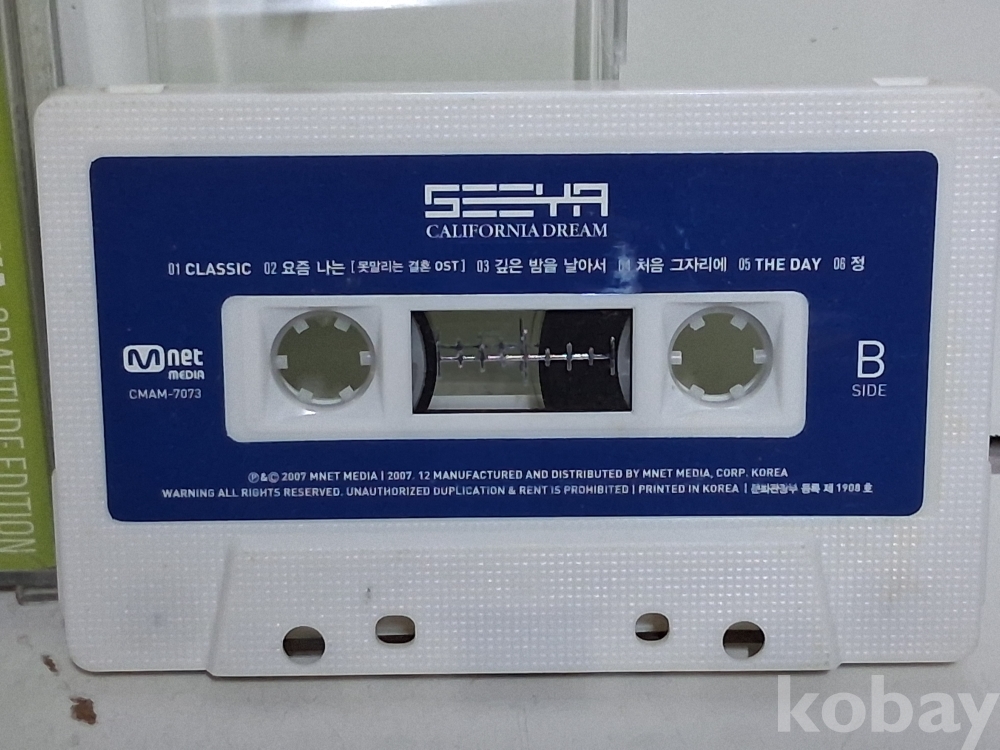 SEEYA
CALIFORNIA DREAM
01 CLASSIC 02 요즘 나는 [못말리는 결혼 OST] 03 깊은 밤을 날아서 04 처음 그자리에 05 THE DAY 06 정
Mnet
MEDIA
CMAM-7073
B
SIDE
℗&© 2007 MNET MEDIA | 2007. 12 MANUFACTURED AND DISTRIBUTED BY MNET MEDIA, CORP. KOREA
WARNING ALL RIGHTS RESERVED. UNAUTHORIZED DUPLICATION & RENT IS PROHIBITED | PRINTED IN KOREA | 문화관광부 등록 제 1908 호
GRATITUDE EDITION
kobay